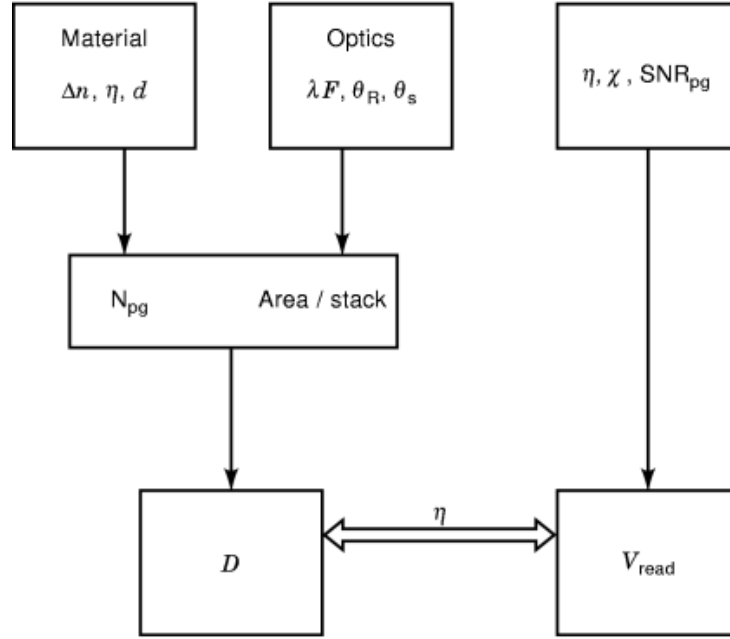 Material
Δn, η, d
Optics
λF, θ_R, θ_s
η, χ , SNR_pg
N_pg
Area / stack
η
D
V_read